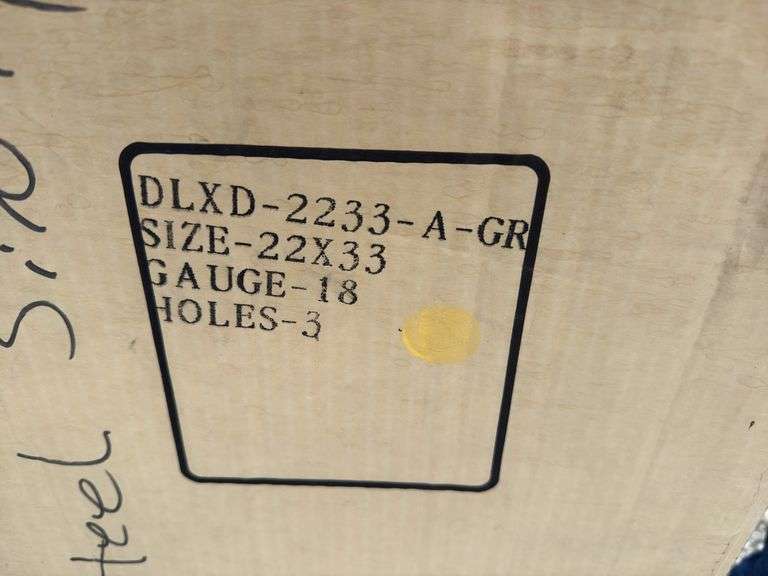 DLXD-2233-A-GR
SIZE-22X33
GAUGE-18
HOLES-3